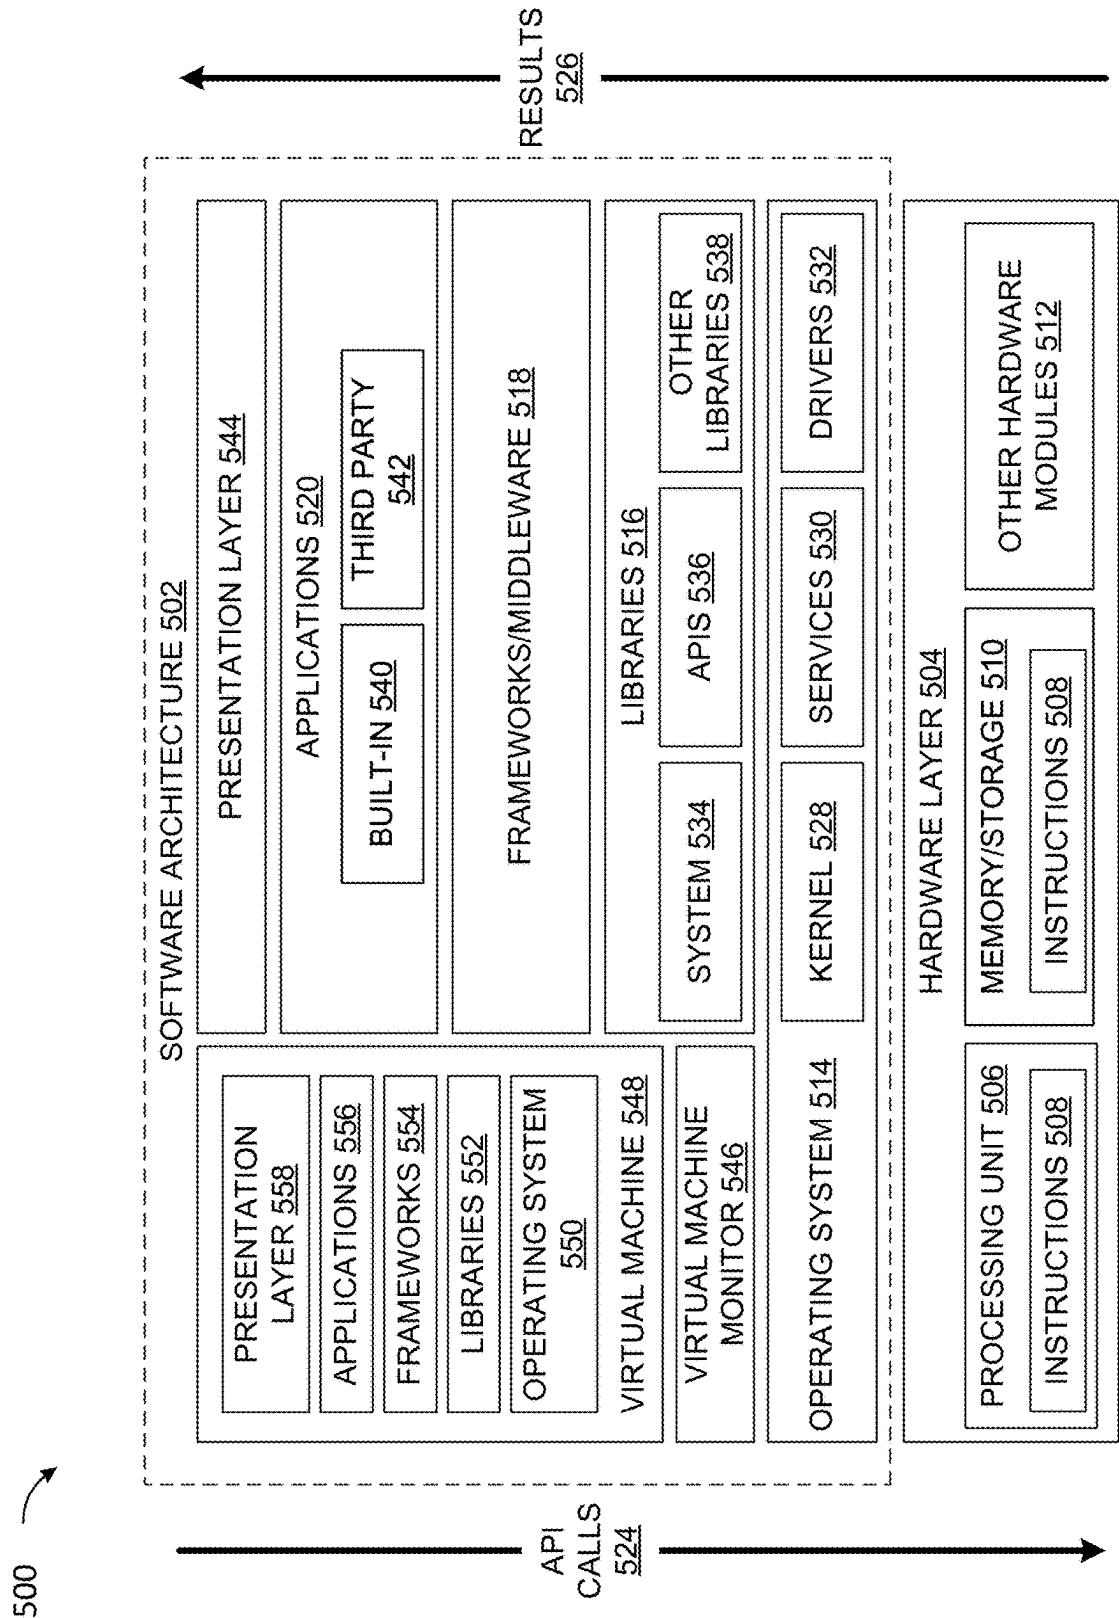 500
SOFTWARE ARCHITECTURE 502
PRESENTATION
LAYER 558
APPLICATIONS 556
FRAMEWORKS 554
LIBRARIES 552
OPERATING SYSTEM
550
VIRTUAL MACHINE 548
VIRTUAL MACHINE
MONITOR 546
PRESENTATION LAYER 544
APPLICATIONS 520
BUILT-IN 540
THIRD PARTY
542
FRAMEWORKS/MIDDLEWARE 518
LIBRARIES 516
SYSTEM 534
APIS 536
OTHER
LIBRARIES 538
OPERATING SYSTEM 514
KERNEL 528
SERVICES 530
DRIVERS 532
HARDWARE LAYER 504
PROCESSING UNIT 506
INSTRUCTIONS 508
MEMORY/STORAGE 510
INSTRUCTIONS 508
OTHER HARDWARE
MODULES 512
API
CALLS
524
RESULTS
526